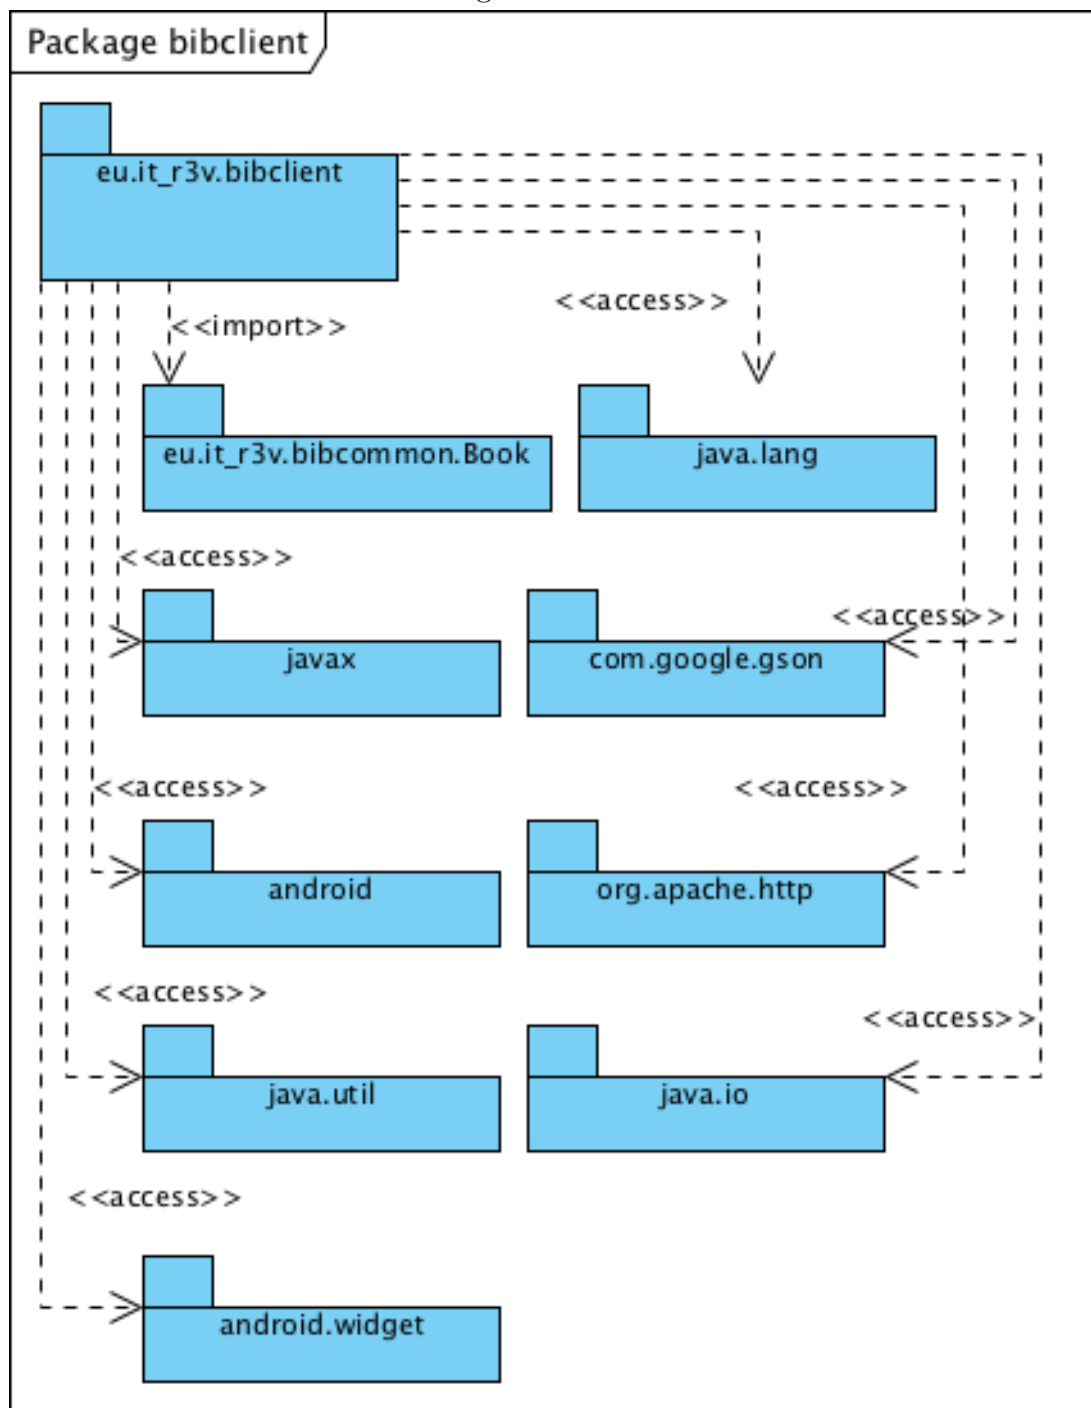 Package bibclient
eu.it_r3v.bibclient
<<access>>
<<import>>
eu.it_r3v.bibcommon.Book
java.lang
<<access>>
<<access>>
javax
com.google.gson
<<access>>
<<access>>
android
org.apache.http
<<access>>
<<access>>
java.util
java.io
<<access>>
android.widget